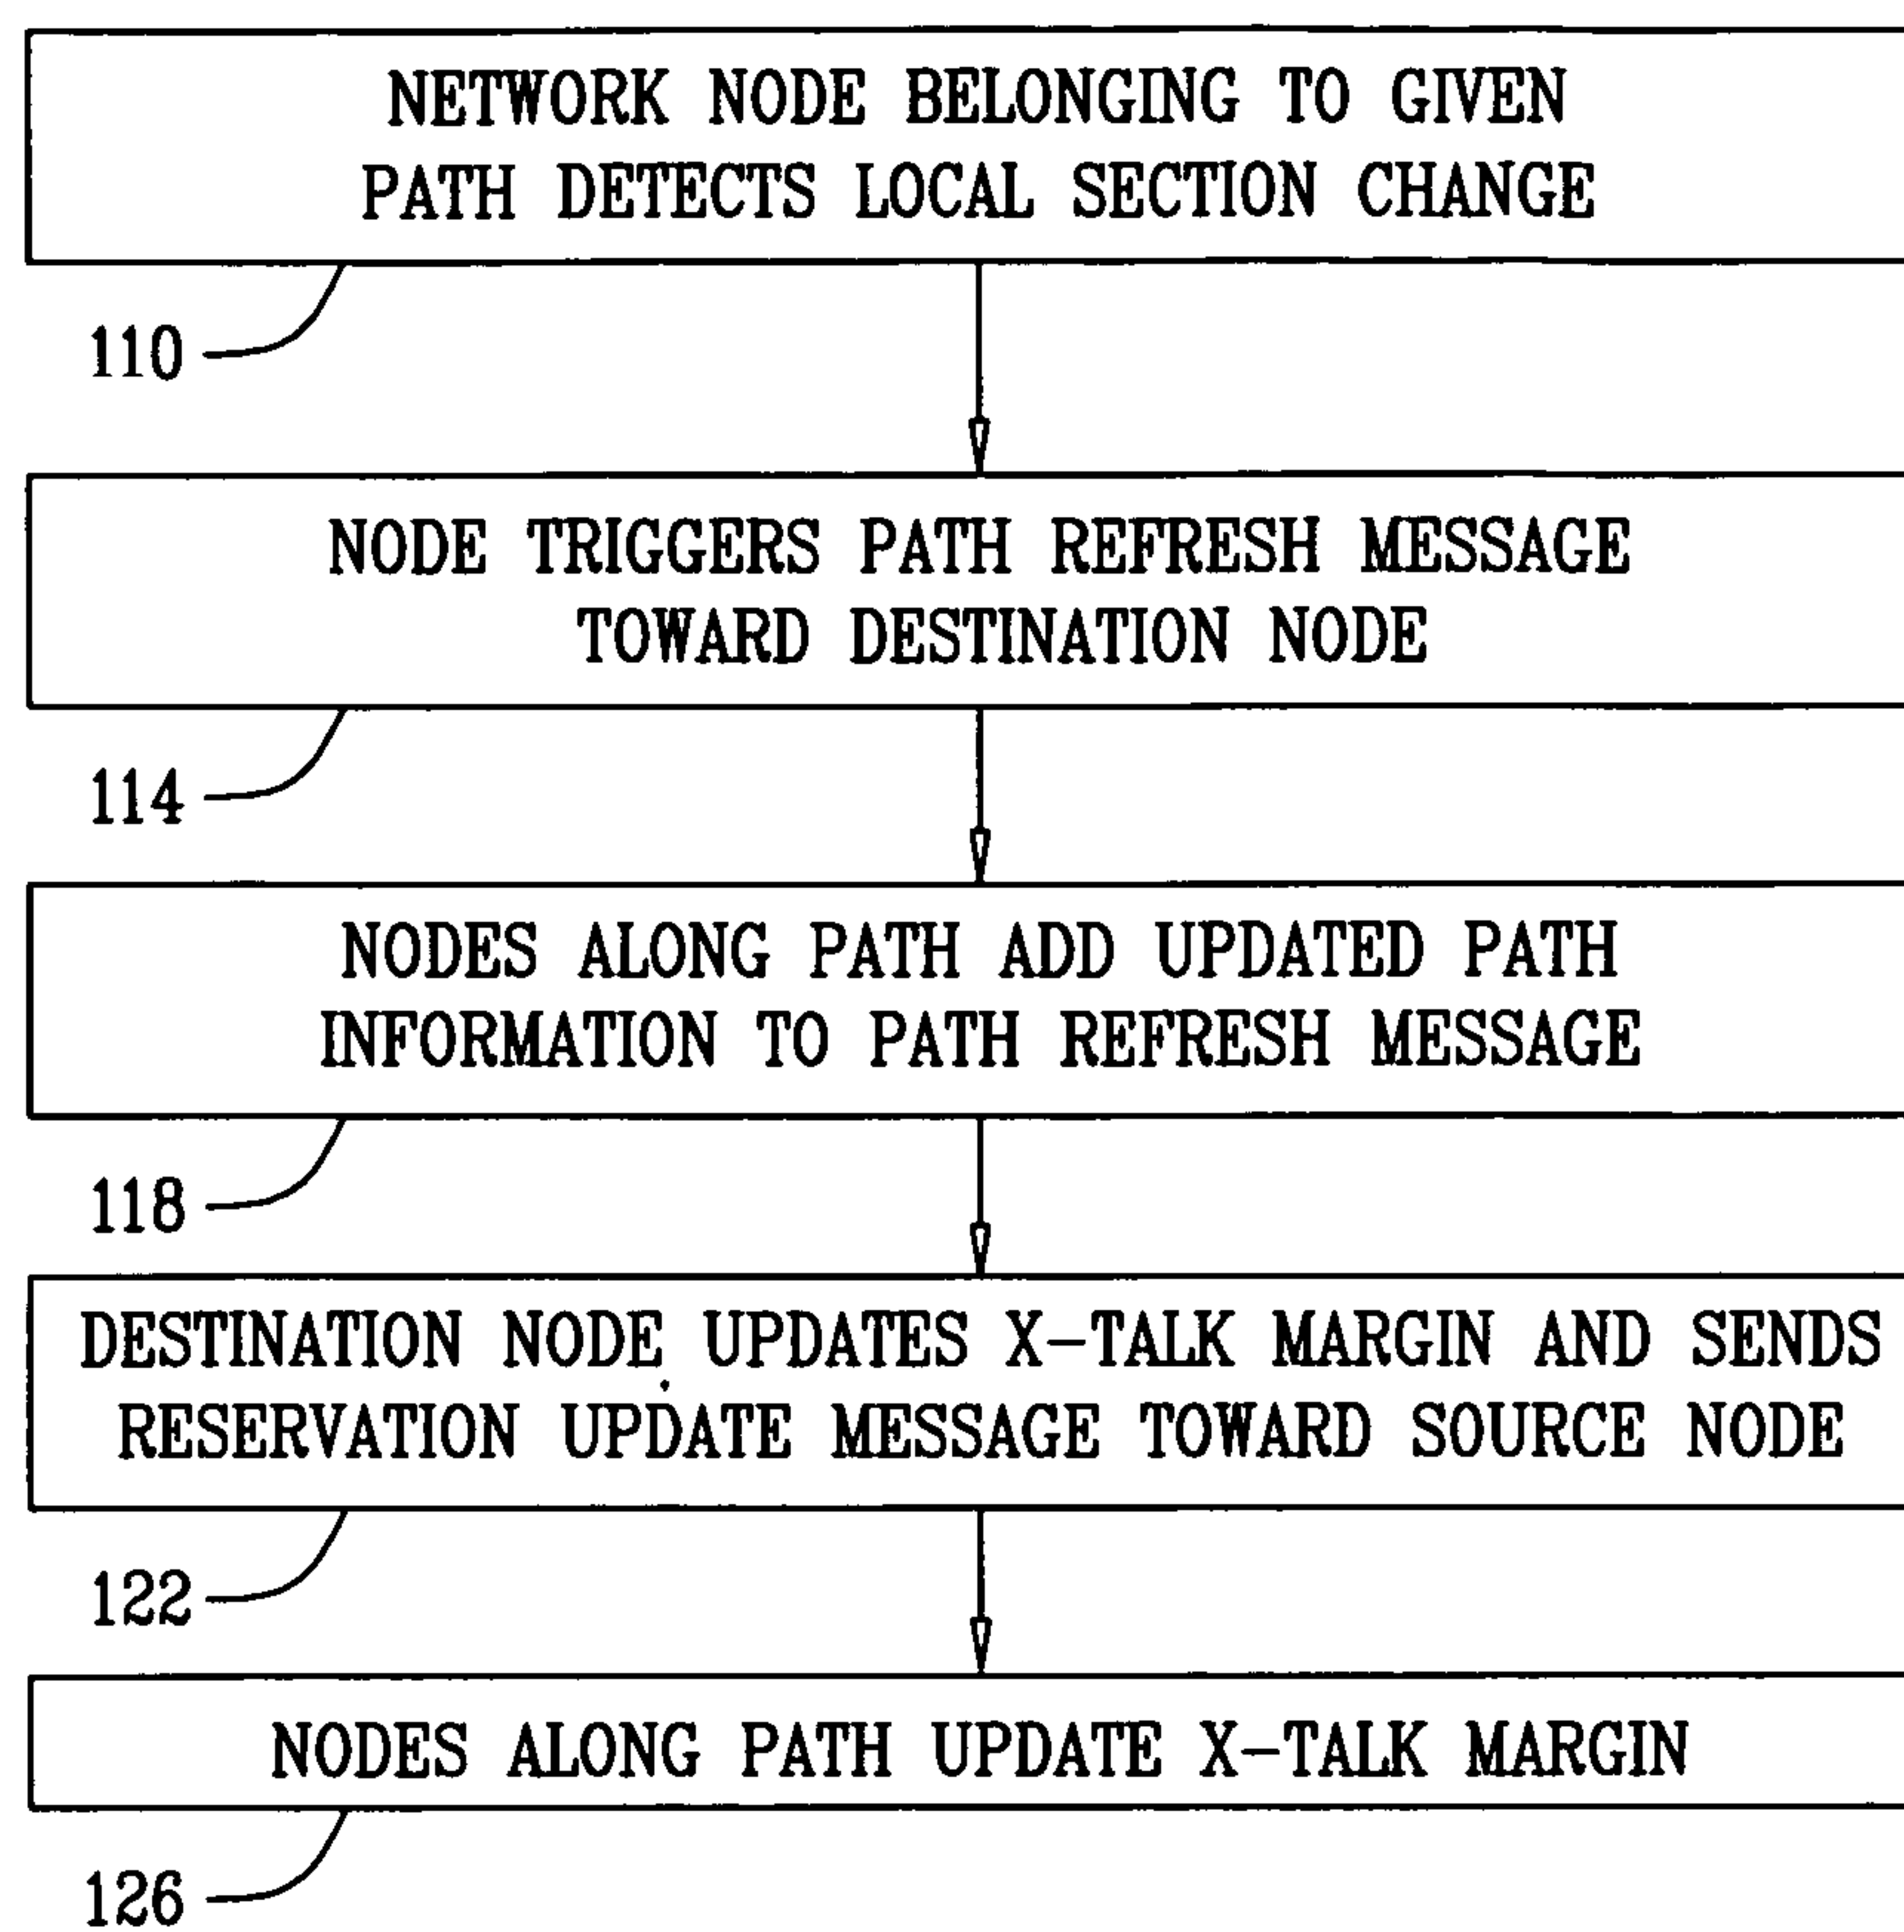 NETWORK NODE BELONGING TO GIVEN
PATH DETECTS LOCAL SECTION CHANGE
110
NODE TRIGGERS PATH REFRESH MESSAGE
TOWARD DESTINATION NODE
114
NODES ALONG PATH ADD UPDATED PATH
INFORMATION TO PATH REFRESH MESSAGE
118
DESTINATION NODE UPDATES X-TALK MARGIN AND SENDS
RESERVATION UPDATE MESSAGE TOWARD SOURCE NODE
122
NODES ALONG PATH UPDATE X-TALK MARGIN
126